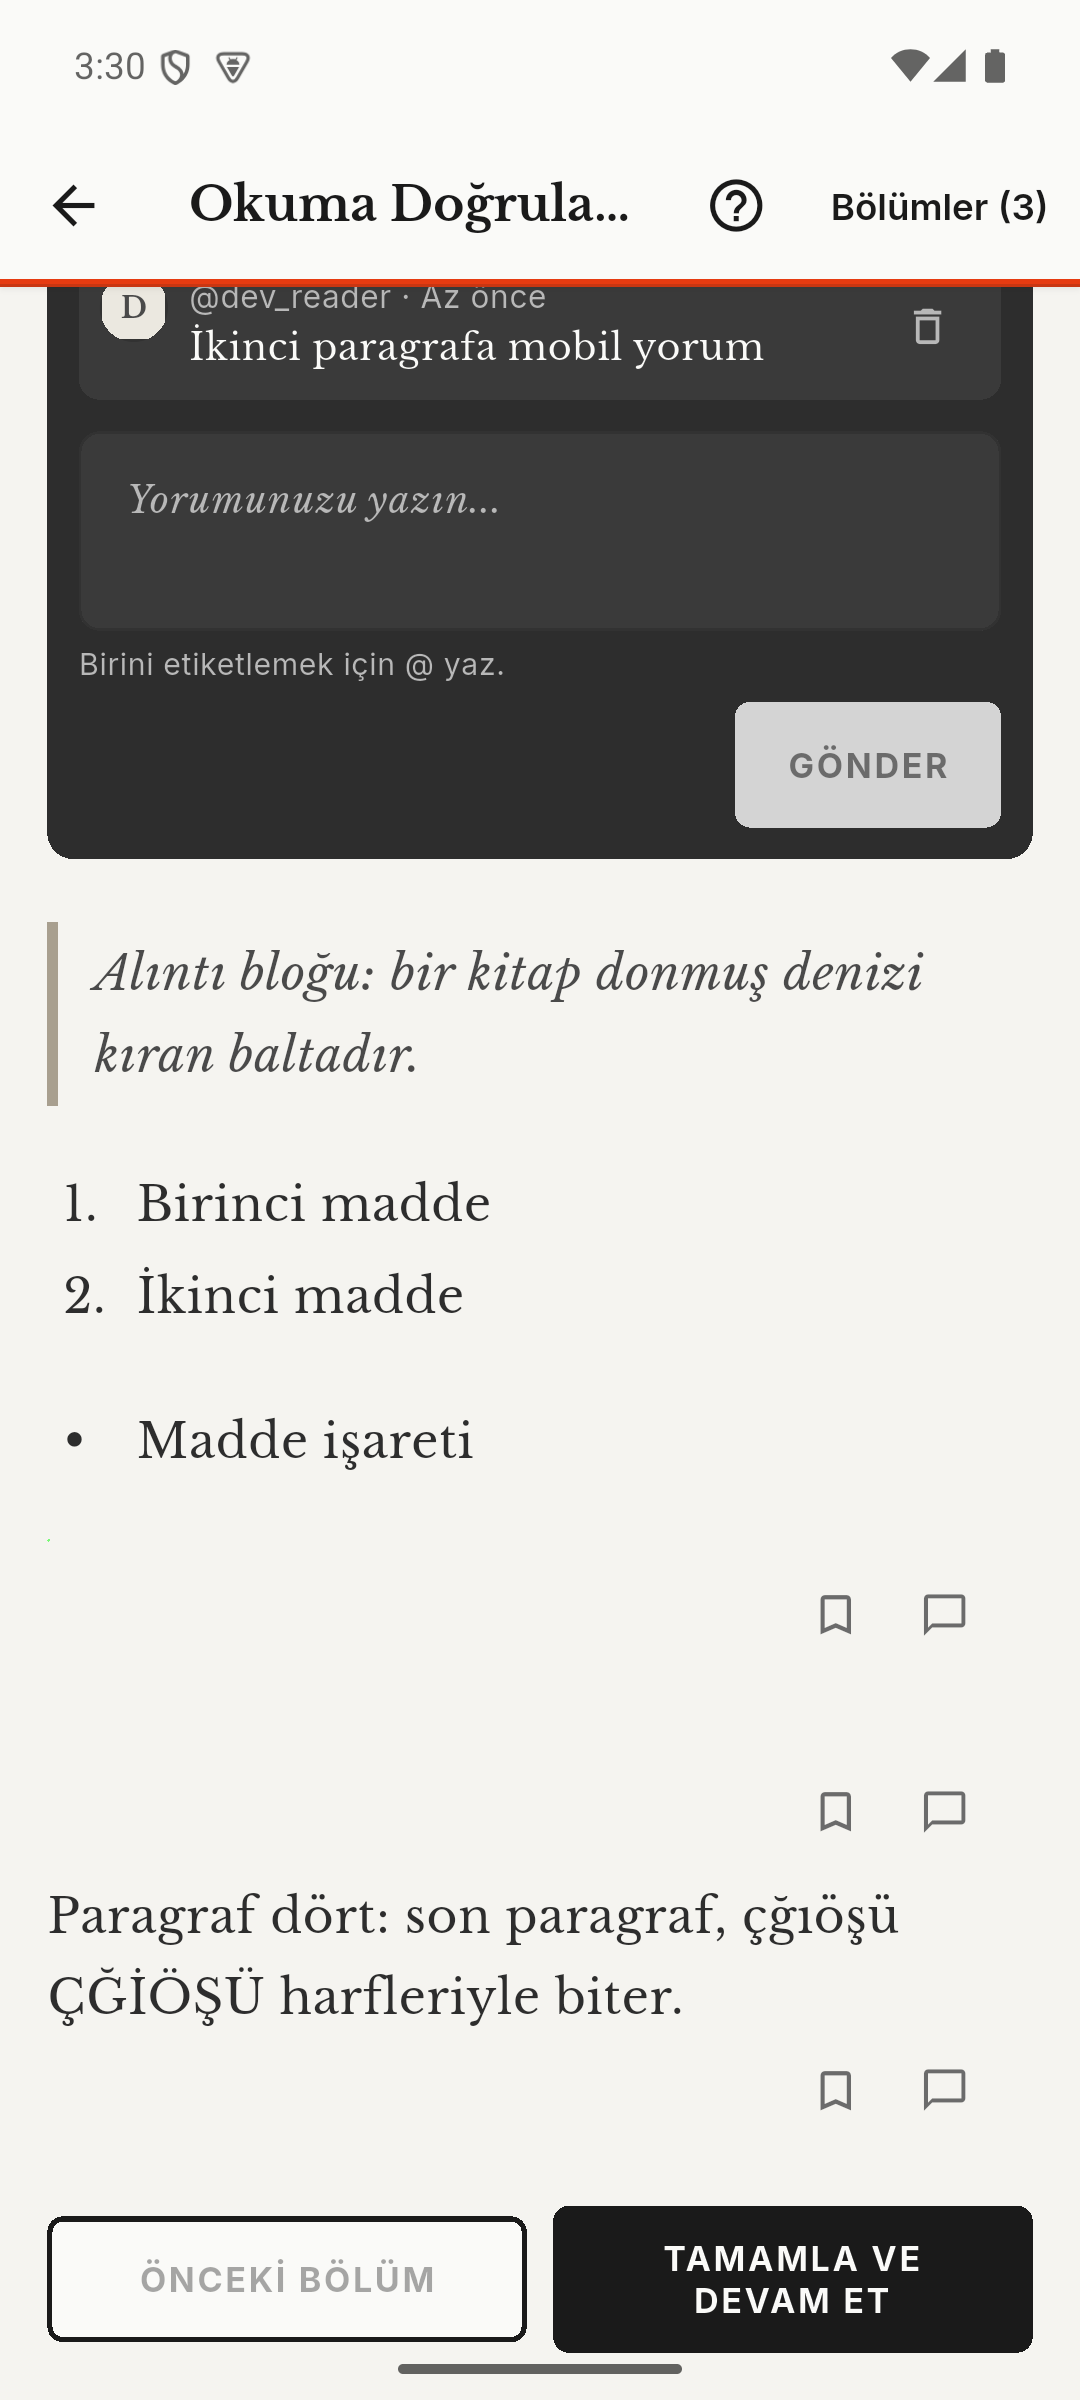 3:30
Okuma Doğrula...
Bölümler (3)
D
@dev_reader · Az önce
İkinci paragrafa mobil yorum
Yorumunuzu yazın...
Birini etiketlemek için @ yaz.
GÖNDER
Alıntı bloğu: bir kitap donmuş denizi
kıran baltadır.
1. Birinci madde
2. İkinci madde
• Madde işareti
Paragraf dört: son paragraf, çğıöşü
ÇĞİÖŞÜ harfleriyle biter.
ÖNCEKİ BÖLÜM
TAMAMLA VE
DEVAM ET